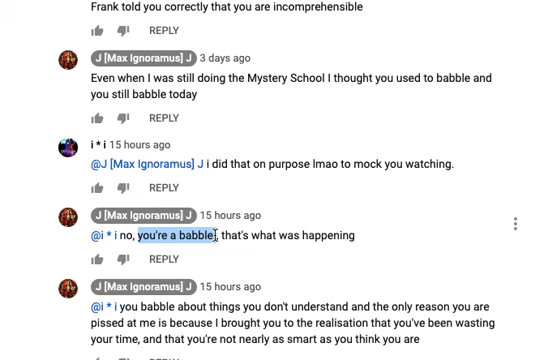 Frank told you correctly that you are incomprehensible
REPLY
J [Max Ignoramus] J 3 days ago
Even when I was still doing the Mystery School I thought you used to babble and
you still babble today
REPLY
i * i 15 hours ago
@J [Max Ignoramus] J i did that on purpose lmao to mock you watching.
REPLY
J [Max Ignoramus] J 15 hours ago
@i * i no, you're a babble, that's what was happening
REPLY
J [Max Ignoramus] J 15 hours ago
@i * i you babble about things you don't understand and the only reason you are
pissed at me is because I brought you to the realisation that you've been wasting
your time, and that you're not nearly as smart as you think you are